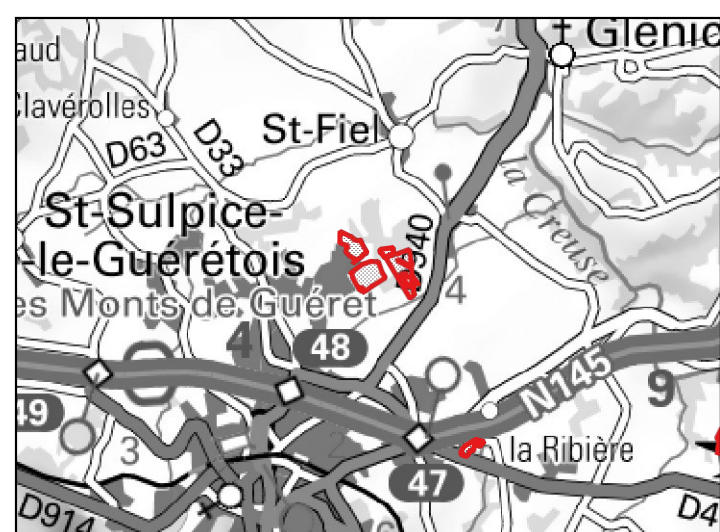 Glenic
aud
Clavérolles
St-Fiel
D63
D33
la Creuse
St-Sulpice-
-le-Guérétois
D940
es Monts de Guéret
4
4
48
N145
9
49
3
2
la Ribière
47
D914
6
D4